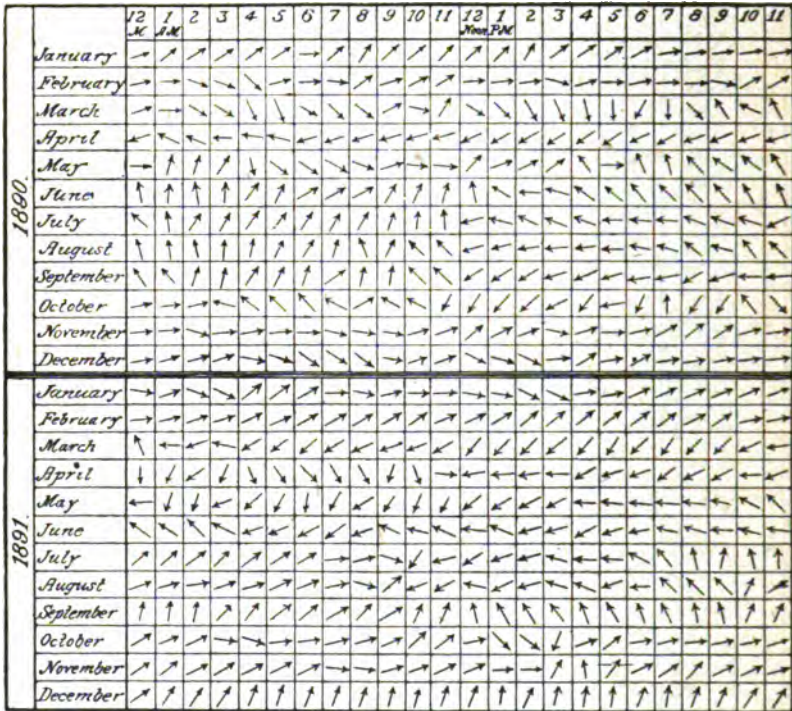 12 1 2 3 4 5 6 7 8 9 10 11 12 1 2 3 4 5 6 7 8 9 10 11
M A.M. Noon P.M.
1890.
January
February
March
April
May
June
July
August
September
October
November
December
1891.
January
February
March
April
May
June
July
August
September
October
November
December